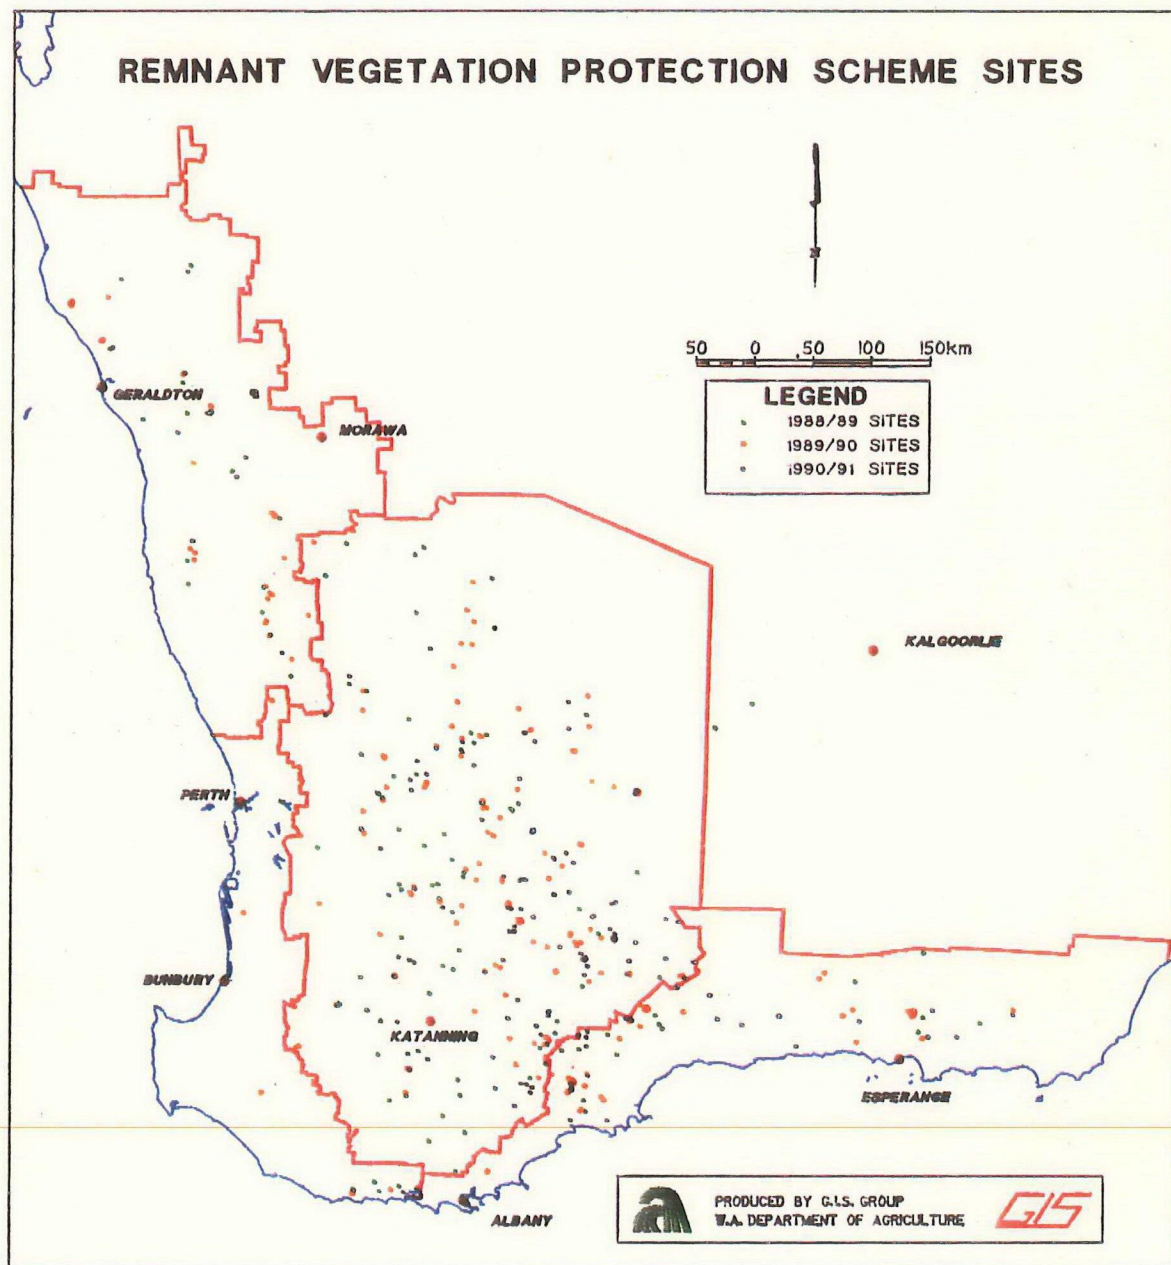 REMNANT VEGETATION PROTECTION SCHEME SITES
N
50 0 50 100 150km
LEGEND
1988/89 SITES
1989/90 SITES
1990/91 SITES
GERALDTON
MORAWA
KALGOORLIE
PERTH
BUNBURY
KATANNING
ESPERANCE
ALBANY
PRODUCED BY G.I.S. GROUP
W.A. DEPARTMENT OF AGRICULTURE
GIS